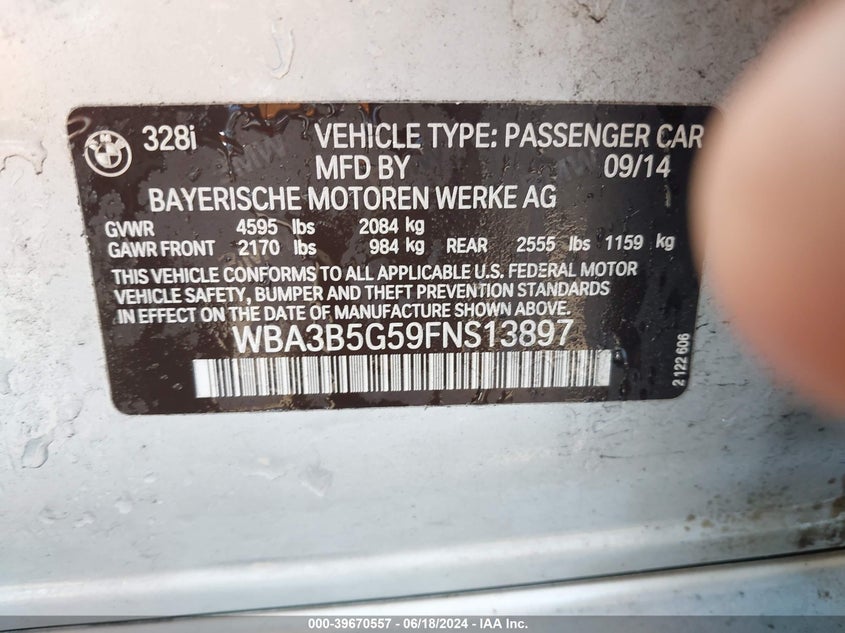 328i VEHICLE TYPE: PASSENGER CAR
MFD BY 09/14
BAYERISCHE MOTOREN WERKE AG
GVWR 4595 lbs 2084 kg
GAWR FRONT 2170 lbs 984 kg REAR 2555 lbs 1159 kg
THIS VEHICLE CONFORMS TO ALL APPLICABLE U.S. FEDERAL MOTOR
VEHICLE SAFETY, BUMPER AND THEFT PREVENTION STANDARDS
IN EFFECT ON THE DATE OF MANUFACTURE SHOWN ABOVE.
WBA3B5G59FNS13897
2 122 606
000-39670557 - 06/18/2024 - IAA Inc.